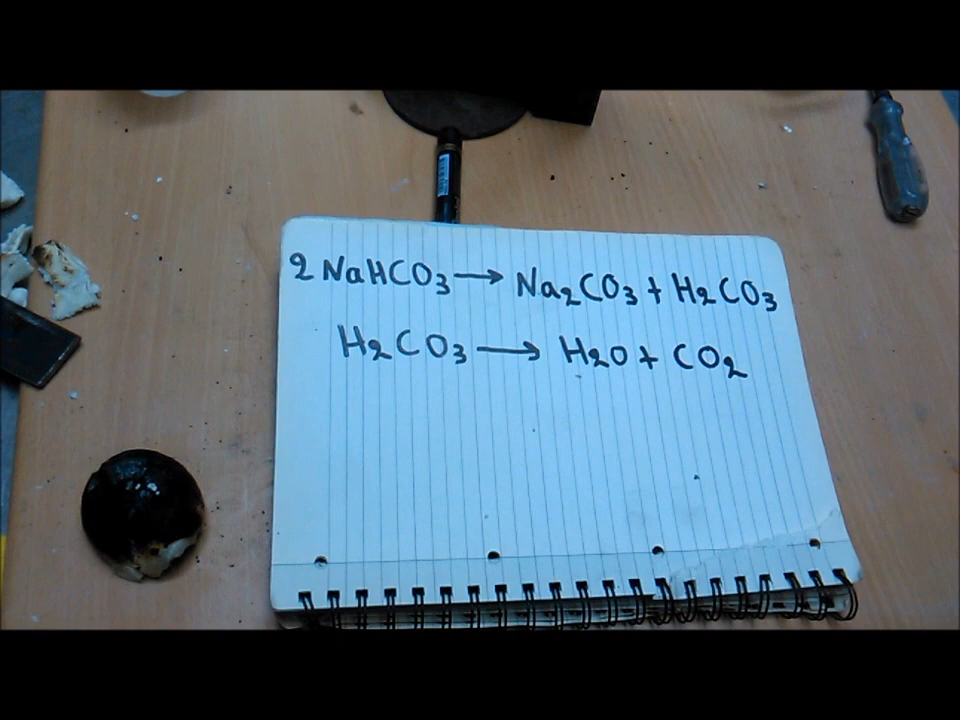 2 NaHCO3 → Na2CO3 + H2CO3
H2CO3 → H2O + CO2